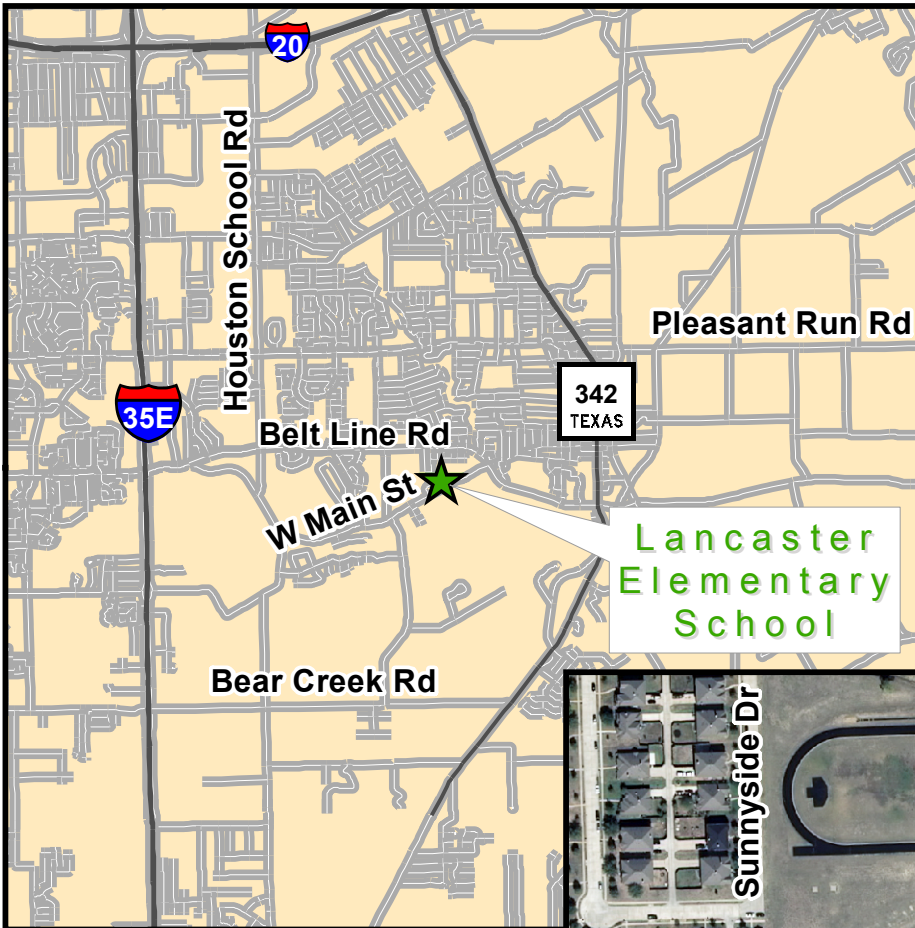 20
Houston School Rd
Pleasant Run Rd
35E
342
TEXAS
Belt Line Rd
W Main St
Lancaster
Elementary
School
Bear Creek Rd
Sunnyside Dr